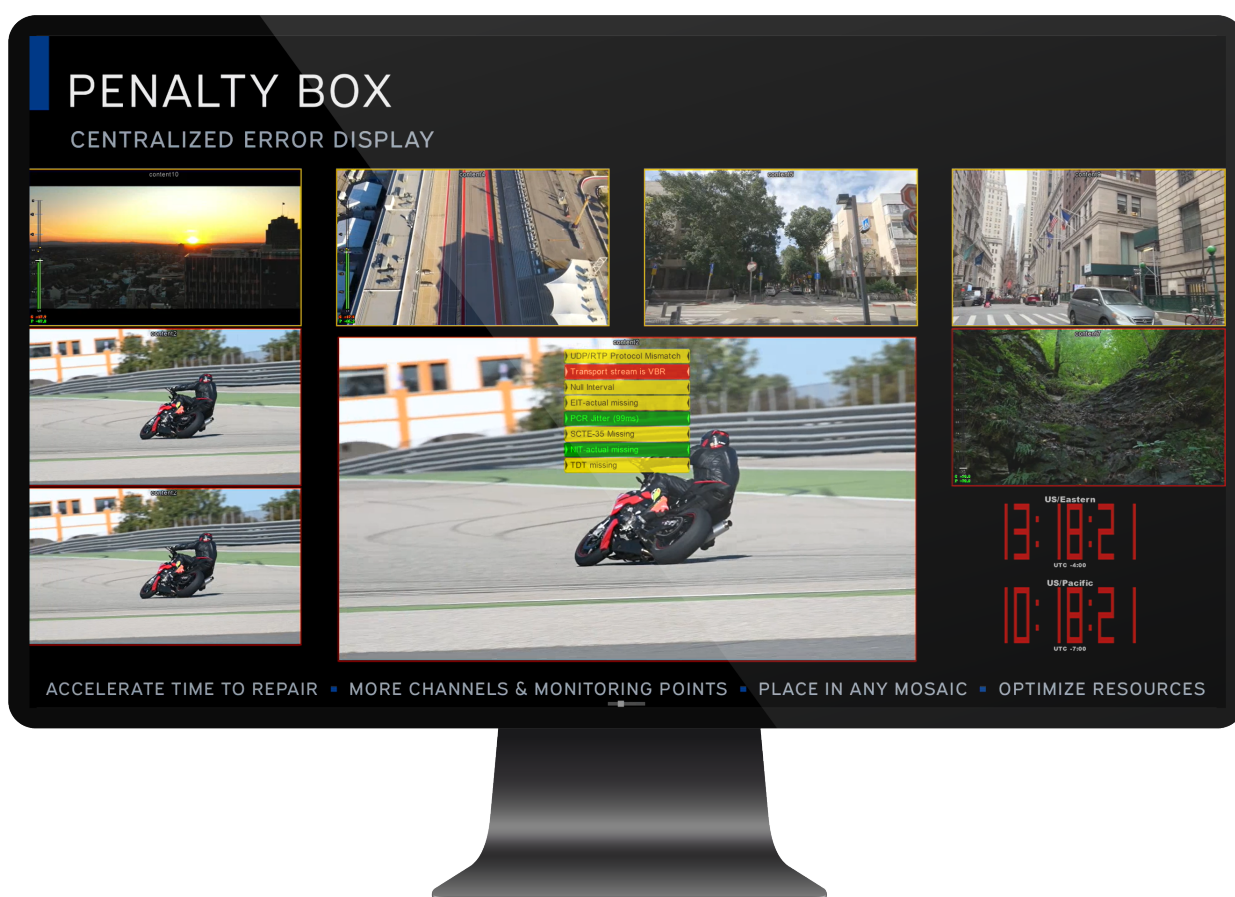 PENALTY BOX
CENTRALIZED ERROR DISPLAY
content10
content2
content2
content2
UDP/RTP Protocol Mismatch
Transport stream is VBR
Null Interval
EIT-actual missing
PCR Jitter (99ms)
SCTE-35 Missing
NIT-actual missing
TDT missing
content7
US/Eastern
13:18:21
UTC -4:00
US/Pacific
10:18:21
UTC -7:00
ACCELERATE TIME TO REPAIR ▪ MORE CHANNELS & MONITORING POINTS ▪ PLACE IN ANY MOSAIC ▪ OPTIMIZE RESOURCES